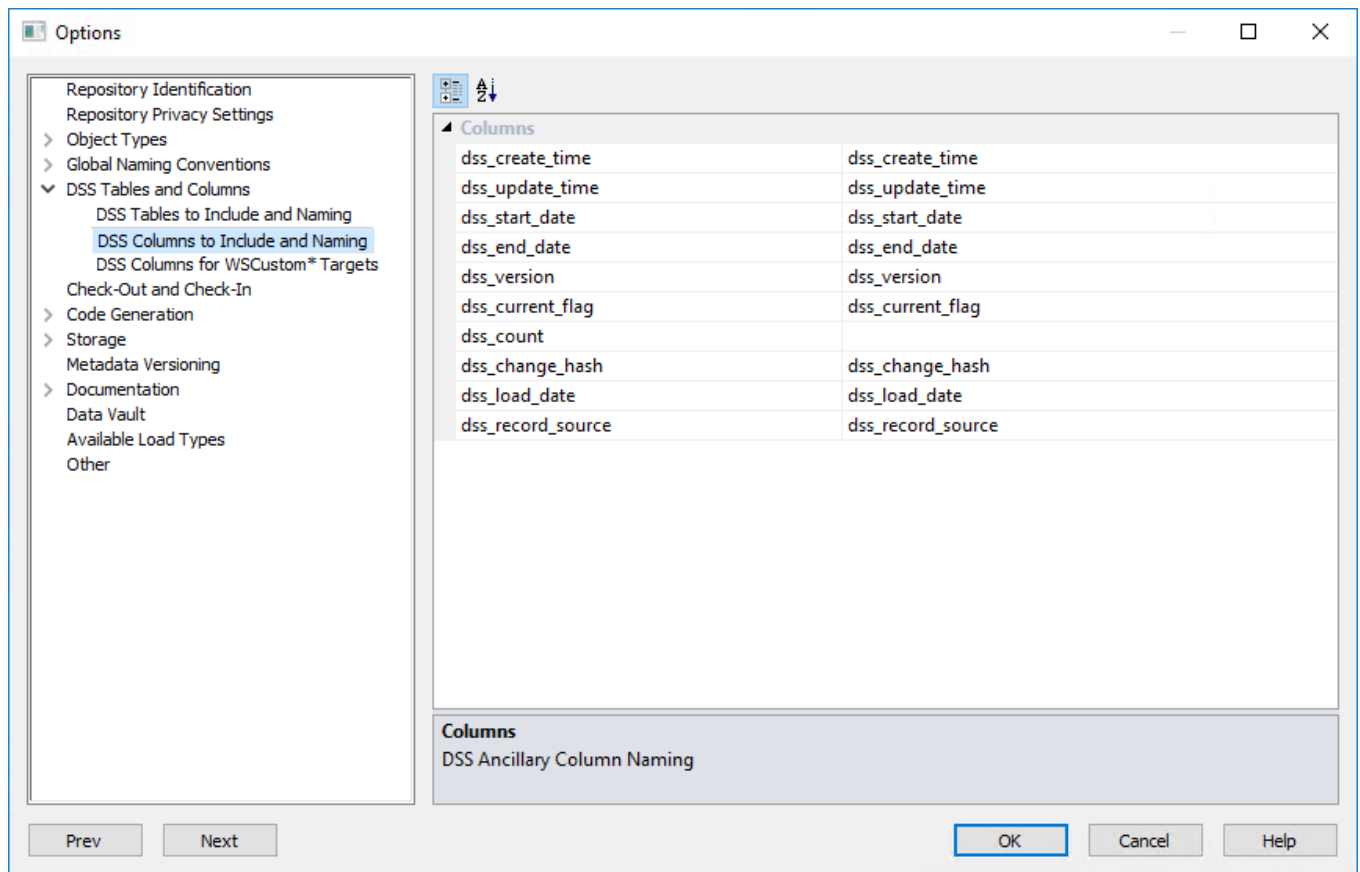 Options
Repository Identification
Repository Privacy Settings
Object Types
Global Naming Conventions
DSS Tables and Columns
DSS Tables to Include and Naming
DSS Columns to Include and Naming
DSS Columns for WSCustom* Targets
Check-Out and Check-In
Code Generation
Storage
Metadata Versioning
Documentation
Data Vault
Available Load Types
Other
Columns
dss_create_time dss_create_time
dss_update_time dss_update_time
dss_start_date dss_start_date
dss_end_date dss_end_date
dss_version dss_version
dss_current_flag dss_current_flag
dss_count
dss_change_hash dss_change_hash
dss_load_date dss_load_date
dss_record_source dss_record_source
Columns
DSS Ancillary Column Naming
Prev Next OK Cancel Help